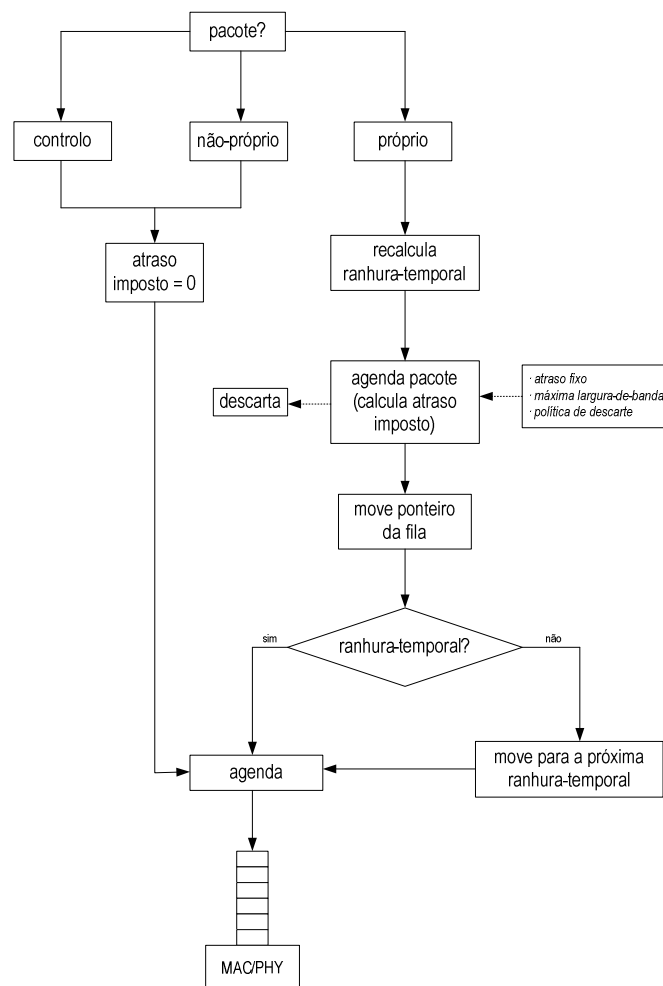 pacote?
controlo
não-próprio
próprio
atraso
imposto = 0
recalcula
ranhura-temporal
descarta
agenda pacote
(calcula atraso
imposto)
· atraso fixo
· máxima largura-de-banda
· política de descarte
move ponteiro
da fila
sim
ranhura-temporal?
não
agenda
move para a próxima
ranhura-temporal
MAC/PHY